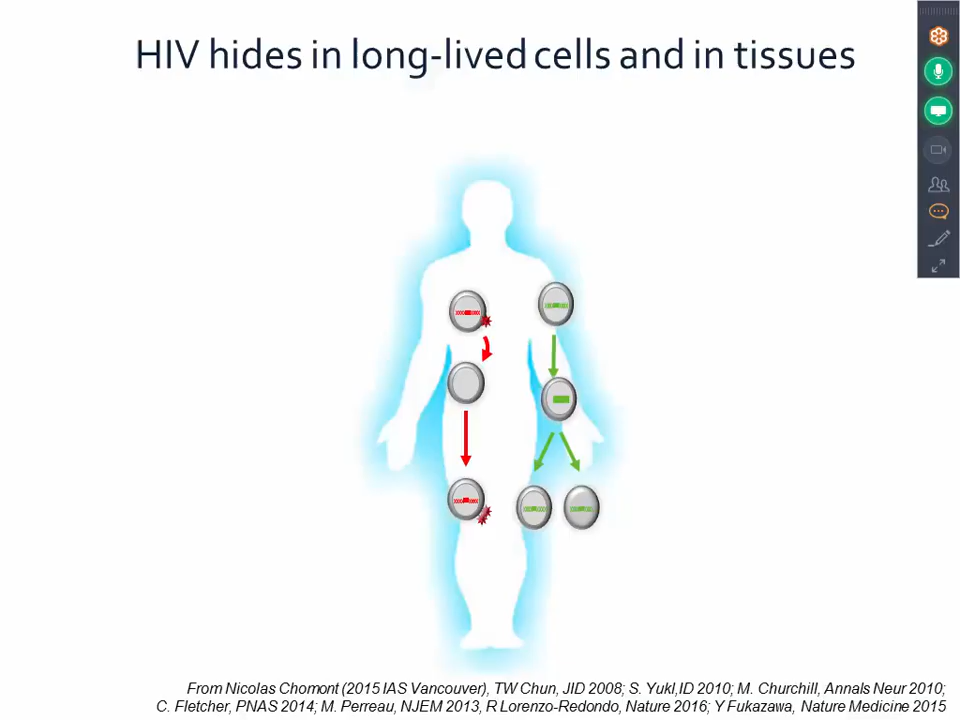 HIV hides in long-lived cells and in tissues
From Nicolas Chomont (2015 IAS Vancouver), TW Chun, JID 2008; S. Yukl,ID 2010; M. Churchill, Annals Neur 2010;
C. Fletcher, PNAS 2014; M. Perreau, NJEM 2013, R Lorenzo-Redondo, Nature 2016; Y Fukazawa, Nature Medicine 2015